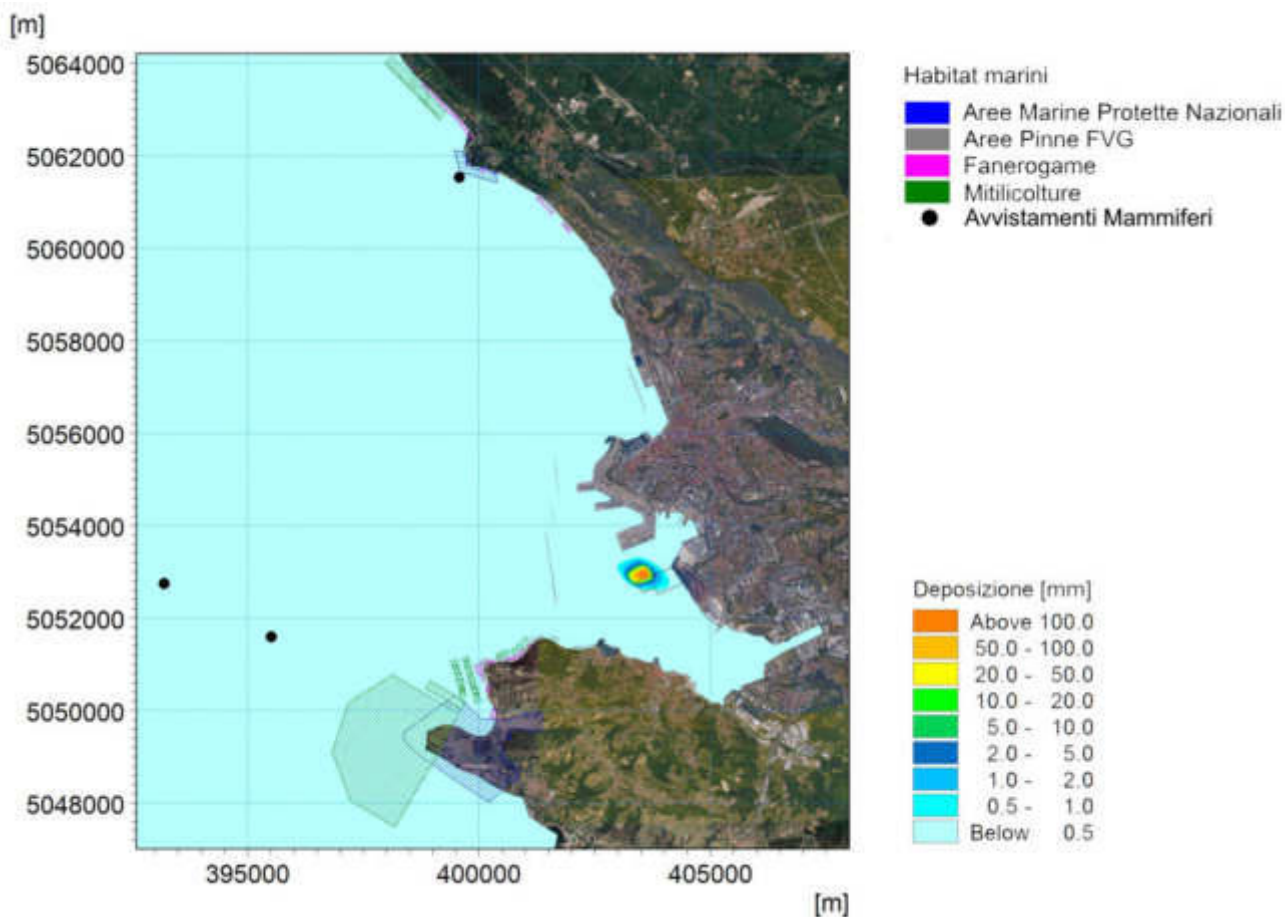 [m]
5064000
5062000
5060000
5058000
5056000
5054000
5052000
5050000
5048000
395000
400000
405000
[m]
Habitat marini
Aree Marine Protette Nazionali
Aree Pinne FVG
Fanerogame
Mitilicolture
Avvistamenti Mammiferi
Deposizione [mm]
Above 100.0
50.0 - 100.0
20.0 - 50.0
10.0 - 20.0
5.0 - 10.0
2.0 - 5.0
1.0 - 2.0
0.5 - 1.0
Below 0.5